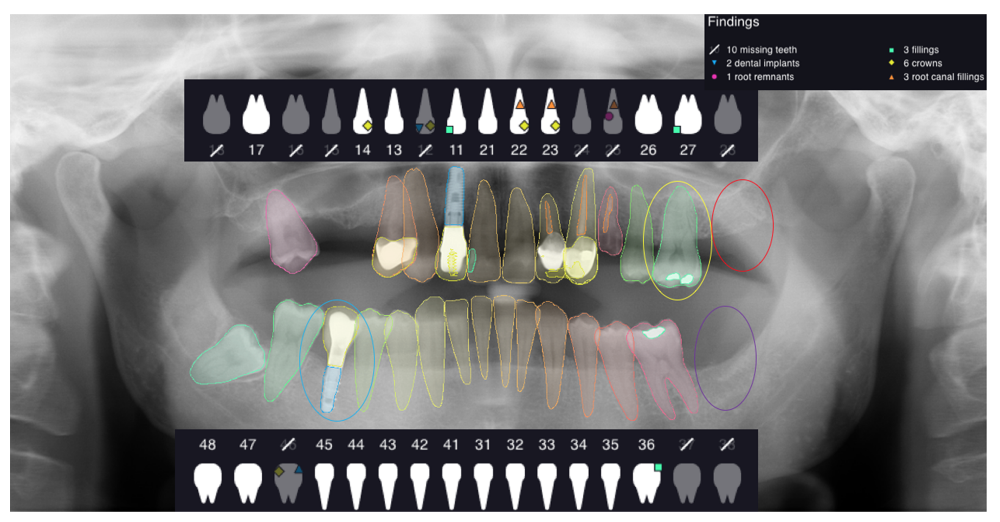 Findings
10 missing teeth
3 fillings
2 dental implants
6 crowns
1 root remnants
3 root canal fillings
17 14 13 11 21 22 23 26 27
48 47 45 44 43 42 41 31 32 33 34 35 36